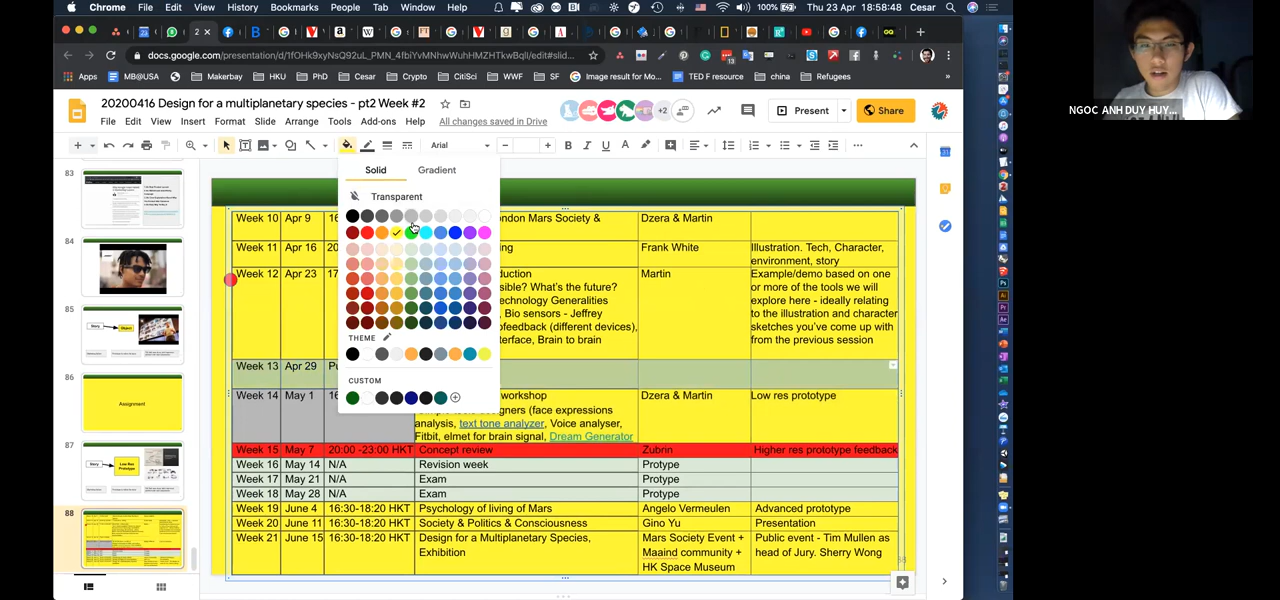 Chrome File Edit View History Bookmarks People Tab Window Help 100% Thu 23 Apr 18:58:48 Cesar
docs.google.com/presentation/d/1fOHk9xyNsQ92uL_PMN_4fbiYvMNhwWuhHMZHTkwBqlI/edit#slid...
Apps MB@USA Makerbay HKU PhD Cesar Crypto CitiSci WWF SF Image result for Mo... TED F resource china Refugees »
20200416 Design for a multiplanetary species - pt2 Week #2
+2 Present Share
File Edit View Insert Format Slide Arrange Tools Add-ons Help All changes saved in Drive
Arial
Solid Gradient
Transparent
THEME
CUSTOM
83
84
85
86
Assignment
87
88
Week 10 Apr 9 16 ondon Mars Society & Dzera & Martin
Week 11 Apr 16 20 ing Frank White Illustration. Tech, Character,
environment, story
Week 12 Apr 23 17 duction Martin Example/demo based on one
sible? What's the future? or more of the tools we will
echnology Generalities explore here - ideally relating
, Bio sensors - Jeffrey to the illustration and character
ofeedback (different devices), sketches you've come up with
terface, Brain to brain from the previous session
Week 13 Apr 29 Pu
Week 14 May 1 16 workshop Dzera & Martin Low res prototype
designers (face expressions
analysis, text tone analyzer, Voice analyser,
Fitbit, elmet for brain signal, Dream Generator
Week 15 May 7 20:00 -23:00 HKT Concept review Zubrin Higher res prototype feedback
Week 16 May 14 N/A Revision week Protype
Week 17 May 21 N/A Exam Protype
Week 18 May 28 N/A Exam Protype
Week 19 June 4 16:30-18:20 HKT Psychology of living of Mars Angelo Vermeulen Advanced prototype
Week 20 June 11 16:30-18:20 HKT Society & Politics & Consciousness Gino Yu Presentation
Week 21 June 15 16:30-18:20 HKT Design for a Multiplanetary Species, Mars Society Event + Public event - Tim Mullen as
Exhibition Maaind community + head of Jury. Sherry Wong
HK Space Museum
88
NGOC ANH DUY HUY...